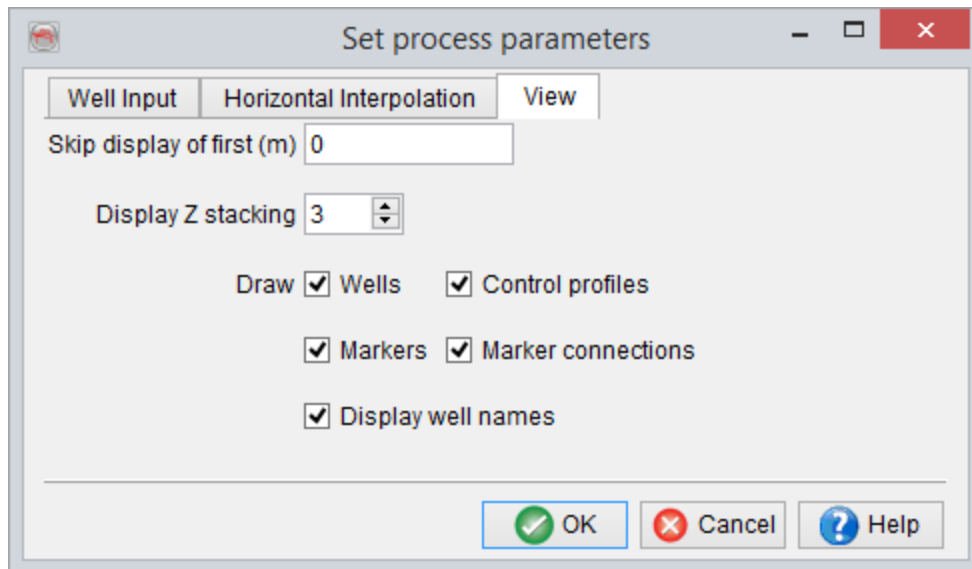 Set process parameters
Well Input Horizontal Interpolation View
Skip display of first (m) 0
Display Z stacking 3
Draw Wells Control profiles
Markers Marker connections
Display well names
OK Cancel Help